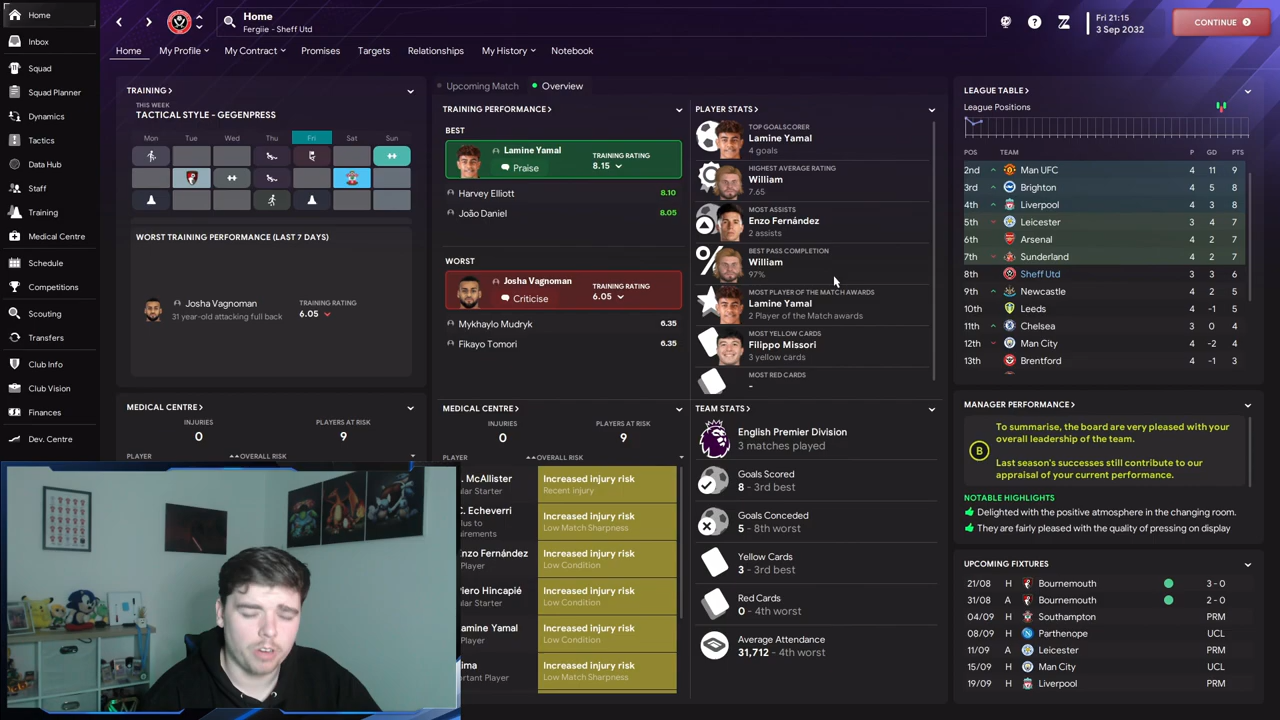 Home
Inbox
Squad
Squad Planner
Dynamics
Tactics
Data Hub
Staff
Training
Medical Centre
Schedule
Competitions
Scouting
Transfers
Club Info
Club Vision
Finances
Dev. Centre
Home
Fergiie - Sheff Utd
Fri 21:15
3 Sep 2032
CONTINUE
Home
My Profile
My Contract
Promises
Targets
Relationships
My History
Notebook
TRAINING
THIS WEEK
TACTICAL STYLE - GEGENPRESS
Mon Tue Wed Thu Fri Sat Sun
WORST TRAINING PERFORMANCE (LAST 7 DAYS)
Josha Vagnoman
31 year-old attacking full back
TRAINING RATING
6.05
MEDICAL CENTRE
INJURIES
0
PLAYERS AT RISK
9
PLAYER
OVERALL RISK
Upcoming Match
Overview
TRAINING PERFORMANCE
BEST
Lamine Yamal
Praise
TRAINING RATING
8.15
Harvey Elliott 8.10
João Daniel 8.05
WORST
Josha Vagnoman
Criticise
TRAINING RATING
6.05
Mykhaylo Mudryk 6.35
Fikayo Tomori 6.35
MEDICAL CENTRE
INJURIES
0
PLAYERS AT RISK
9
PLAYER
OVERALL RISK
. McAllister
ular Starter
Increased injury risk
Recent injury
C. Echeverri
lus to
irements
Increased injury risk
Low Match Sharpness
Enzo Fernández
Player
Increased injury risk
Low Condition
Piero Hincapié
ular Starter
Increased injury risk
Low Condition
Lamine Yamal
Player
Increased injury risk
Low Condition
ima
ortant Player
Increased injury risk
Low Match Sharpness
PLAYER STATS
TOP GOALSCORER
Lamine Yamal
4 goals
HIGHEST AVERAGE RATING
William
7.65
MOST ASSISTS
Enzo Fernández
2 assists
BEST PASS COMPLETION
William
97%
MOST PLAYER OF THE MATCH AWARDS
Lamine Yamal
2 Player of the Match awards
MOST YELLOW CARDS
Filippo Missori
3 yellow cards
MOST RED CARDS
-
TEAM STATS
English Premier Division
3 matches played
Goals Scored
8 - 3rd best
Goals Conceded
5 - 8th worst
Yellow Cards
3 - 3rd best
Red Cards
0 - 4th worst
Average Attendance
31,712 - 4th worst
LEAGUE TABLE
League Positions
POS TEAM P GD PTS
2nd Man UFC 4 11 9
3rd Brighton 4 5 8
4th Liverpool 4 3 8
5th Leicester 3 4 7
6th Arsenal 4 2 7
7th Sunderland 4 2 7
8th Sheff Utd 3 3 6
9th Newcastle 4 2 6
10th Leeds 4 -1 5
11th Chelsea 3 0 4
12th Man City 4 -2 4
13th Brentford 4 -1 3
MANAGER PERFORMANCE
B
To summarise, the board are very pleased with your
overall leadership of the team.
Last season's successes still contribute to our
appraisal of your current performance.
NOTABLE HIGHLIGHTS
Delighted with the positive atmosphere in the changing room.
They are fairly pleased with the quality of pressing on display
UPCOMING FIXTURES
21/08 H Bournemouth 3 - 0
31/08 A Bournemouth 2 - 0
04/09 H Southampton PRM
08/09 H Parthenope UCL
11/09 A Leicester PRM
15/09 H Man City UCL
19/09 H Liverpool PRM